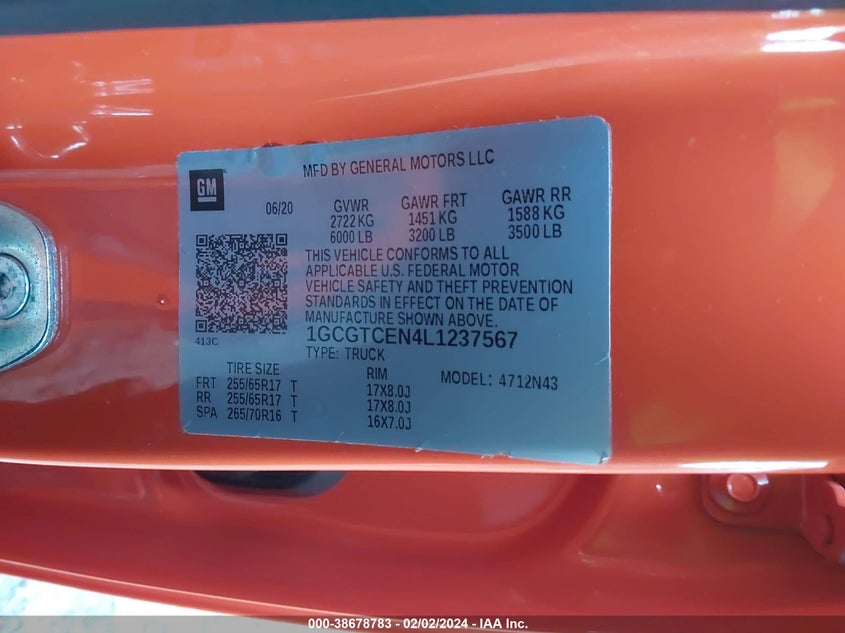 MFD BY GENERAL MOTORS LLC
GM
06/20 GVWR GAWR FRT GAWR RR
2722 KG 1451 KG 1588 KG
6000 LB 3200 LB 3500 LB
THIS VEHICLE CONFORMS TO ALL
APPLICABLE U.S. FEDERAL MOTOR
VEHICLE SAFETY AND THEFT PREVENTION
STANDARDS IN EFFECT ON THE DATE OF
MANUFACTURE SHOWN ABOVE.
413C
1GCGTCEN4L1237567
TYPE: TRUCK
TIRE SIZE RIM MODEL: 4712N43
FRT 255/65R17 T 17X8.0J
RR 255/65R17 T 17X8.0J
SPA 265/70R16 T 16X7.0J
000-38678783 — 02/02/2024 — IAA Inc.